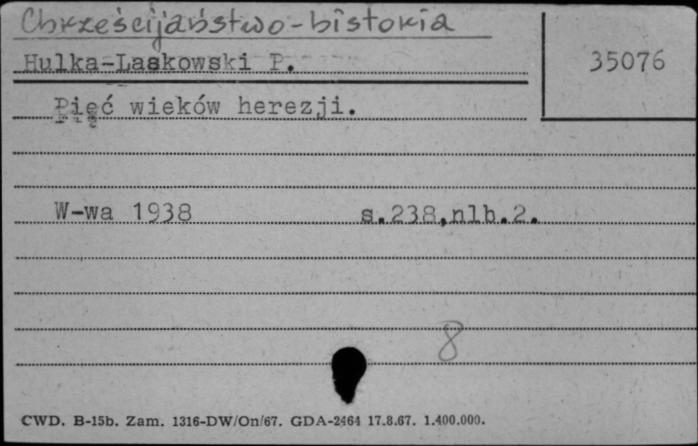 Chrześcijaństwo-historia
Hulka-Laskowski P.
35076
Pięć wieków herezji.
W-wa 1938 s.238,nlb.2.
8
CWD. B-15b. Zam. 1316-DW/On/67. GDA-2464 17.8.67. 1.400.000.